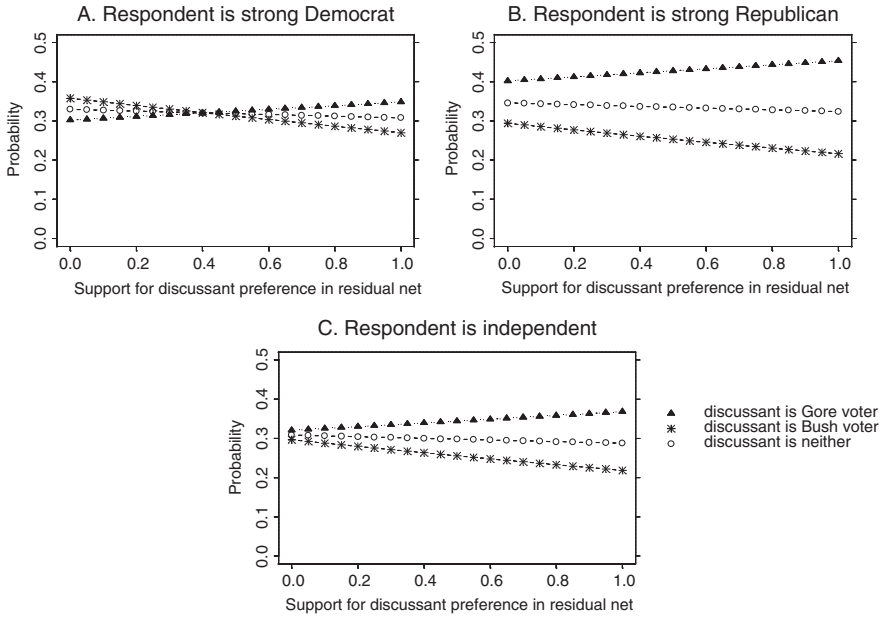 A. Respondent is strong Democrat
Probability
0.5
0.4
0.3
0.2
0.1
0.0
0.0 0.2 0.4 0.6 0.8 1.0
Support for discussant preference in residual net
B. Respondent is strong Republican
Probability
0.5
0.4
0.3
0.2
0.1
0.0
0.0 0.2 0.4 0.6 0.8 1.0
Support for discussant preference in residual net
C. Respondent is independent
Probability
0.5
0.4
0.3
0.2
0.1
0.0
0.0 0.2 0.4 0.6 0.8 1.0
Support for discussant preference in residual net
discussant is Gore voter
discussant is Bush voter
discussant is neither